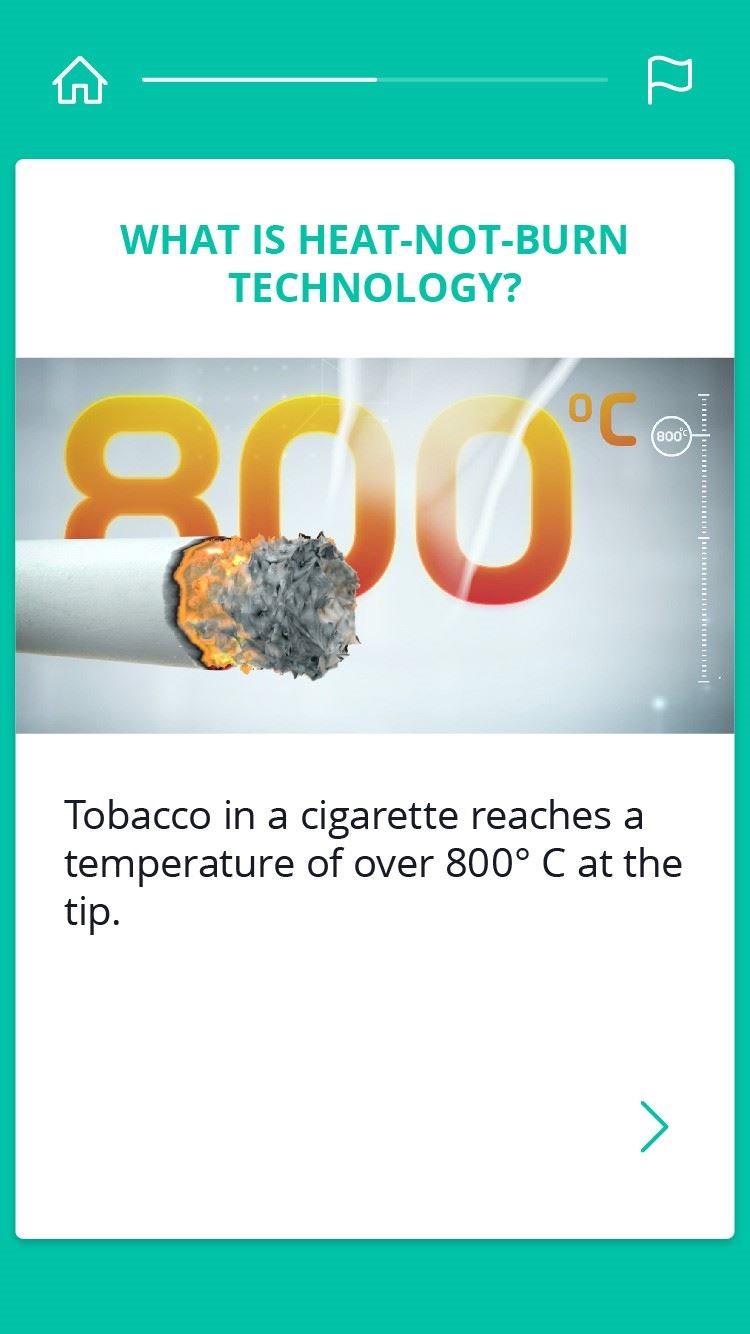 WHAT IS HEAT-NOT-BURN
TECHNOLOGY?
800°C
800°C
Tobacco in a cigarette reaches a
temperature of over 800° C at the
tip.